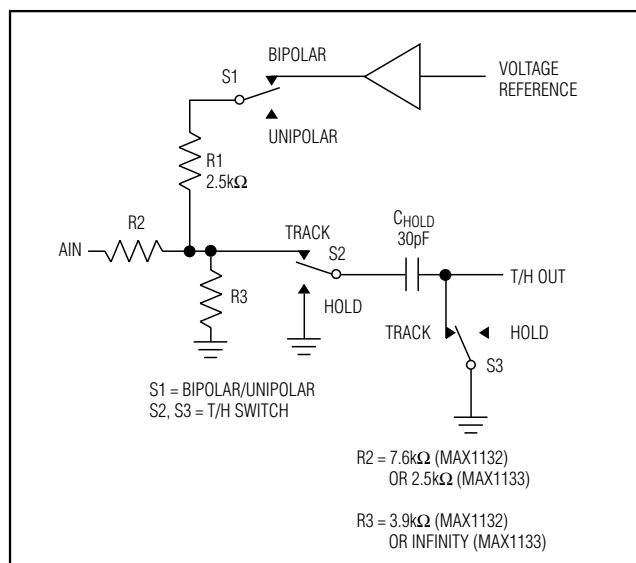 BIPOLAR
S1
VOLTAGE
REFERENCE
UNIPOLAR
R1
2.5kΩ
R2
AIN
TRACK
S2
CHOLD
30pF
T/H OUT
R3
HOLD
TRACK
HOLD
S3
S1 = BIPOLAR/UNIPOLAR
S2, S3 = T/H SWITCH
R2 = 7.6kΩ (MAX1132)
OR 2.5kΩ (MAX1133)
R3 = 3.9kΩ (MAX1132)
OR INFINITY (MAX1133)